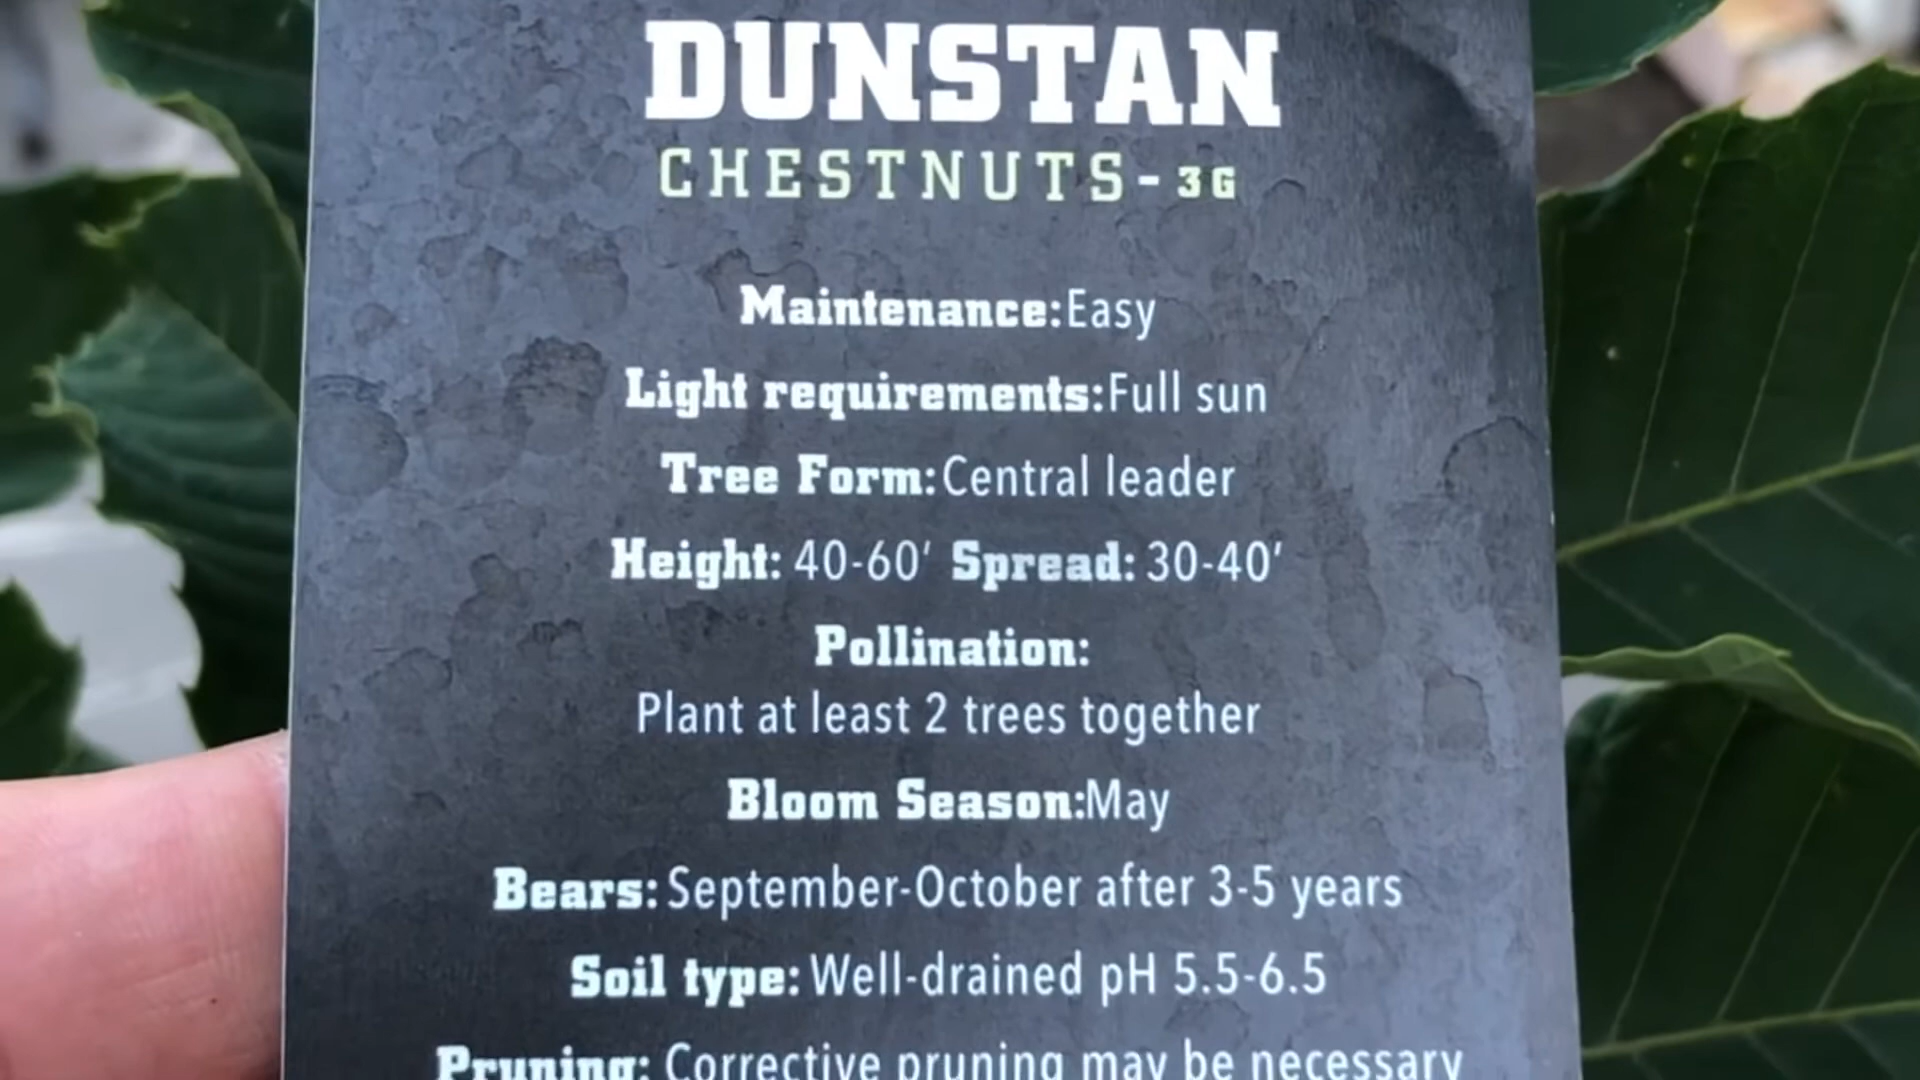 DUNSTAN
CHESTNUTS-3G
Maintenance: Easy
Light requirements: Full sun
Tree Form: Central leader
Height: 40-60' Spread: 30-40'
Pollination:
Plant at least 2 trees together
Bloom Season: May
Bears: September-October after 3-5 years
Soil type: Well-drained pH 5.5-6.5
Pruning: Corrective pruning may be necessary